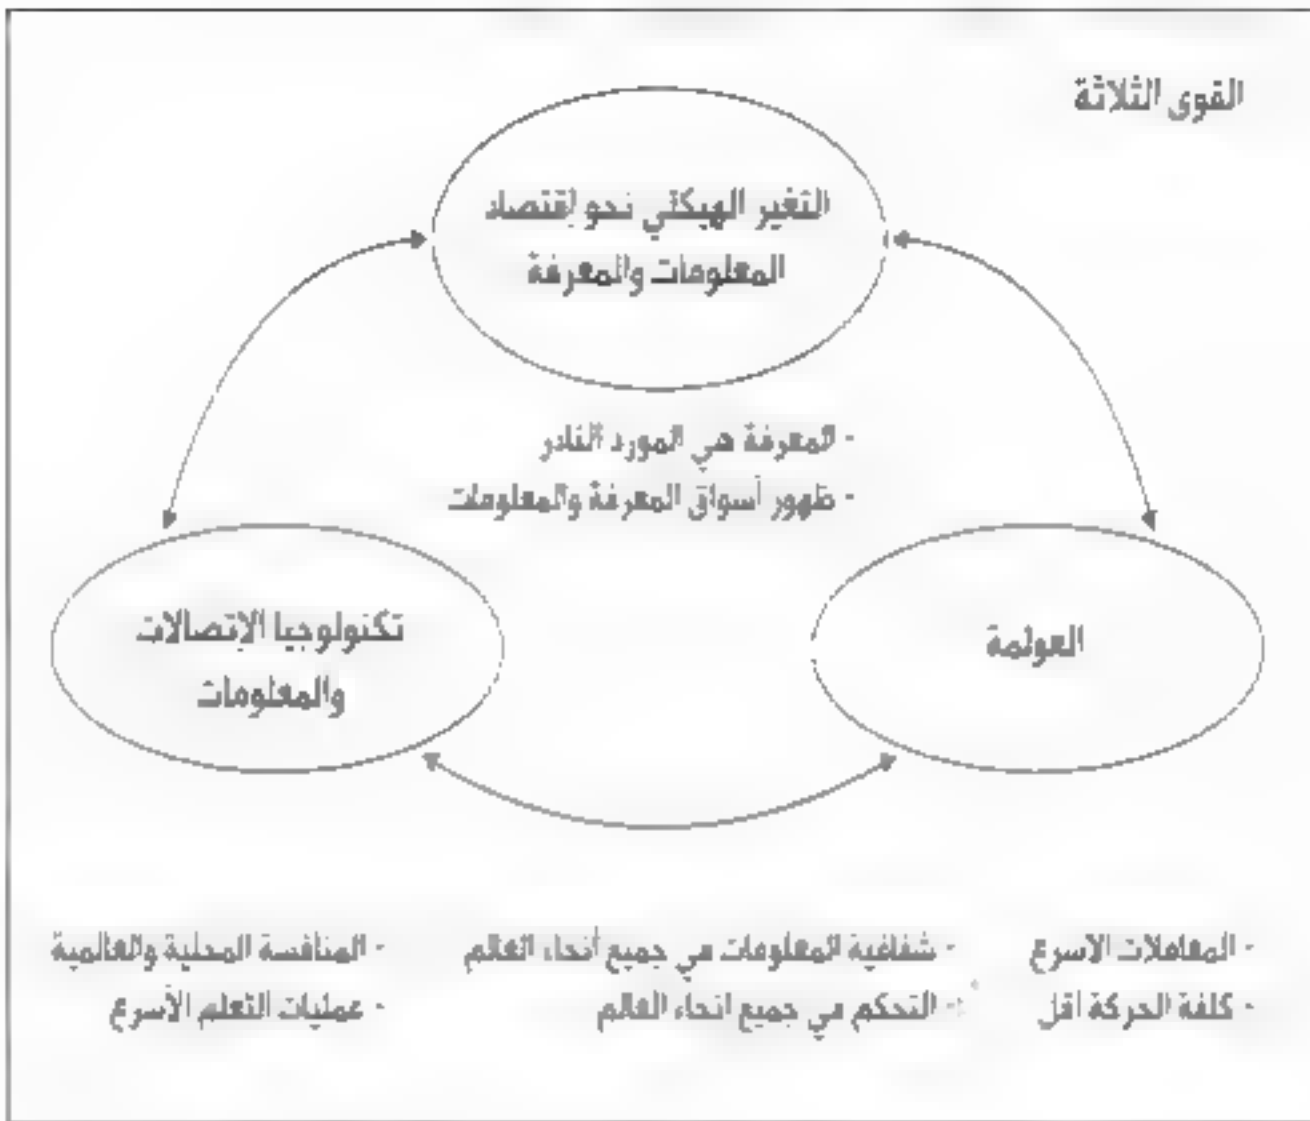 القوى الثلاثة
التغير الهيكلي نحو إقتصاد
المعلومات والمعرفة
- المعرفة هي المورد النادر
- ظهور أسواق المعرفة والمعلومات
العولمة
تكنولوجيا الإتصالات
والمعلومات
- المعاملات الاسرع
- كلفة الحركة أقل
- شفافية المعلومات في جميع أنحاء العالم
- التحكم في جميع انحاء العالم
- المنافسة المحلية والعالمية
- عمليات التعلم الأسرع